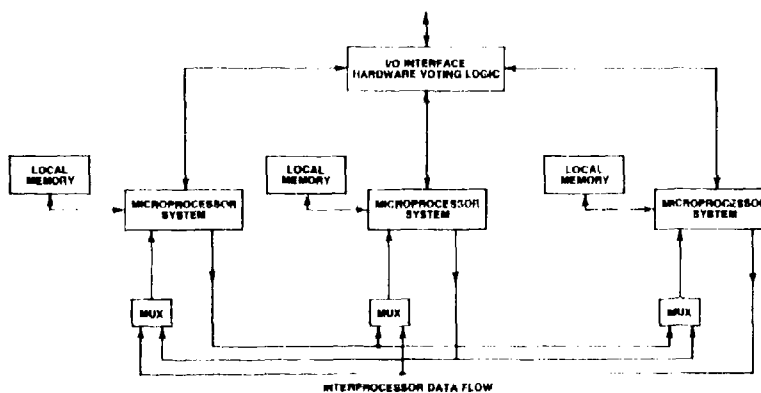 I/O INTERFACE
HARDWARE VOTING LOGIC
LOCAL
MEMORY
LOCAL
MEMORY
LOCAL
MEMORY
MICROPROCESSOR
SYSTEM
MICROPROCESSOR
SYSTEM
MICROPROCESSOR
SYSTEM
MUX
MUX
MUX
INTERPROCESSOR DATA FLOW